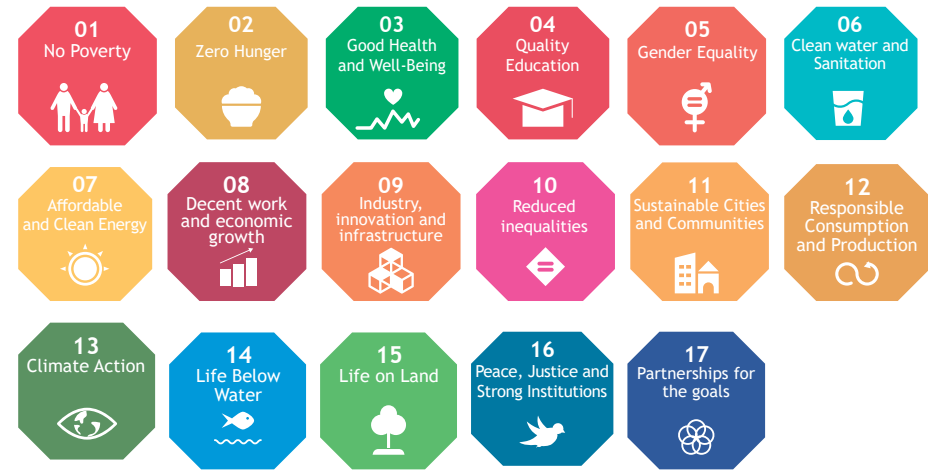 01
No Poverty
02
Zero Hunger
03
Good Health
and Well-Being
04
Quality
Education
05
Gender Equality
06
Clean water and
Sanitation
07
Affordable
and Clean Energy
08
Decent work
and economic
growth
09
Industry,
innovation and
infrastructure
10
Reduced
inequalities
11
Sustainable Cities
and Communities
12
Responsible
Consumption
and Production
13
Climate Action
14
Life Below
Water
15
Life on Land
16
Peace, Justice and
Strong Institutions
17
Partnerships for
the goals